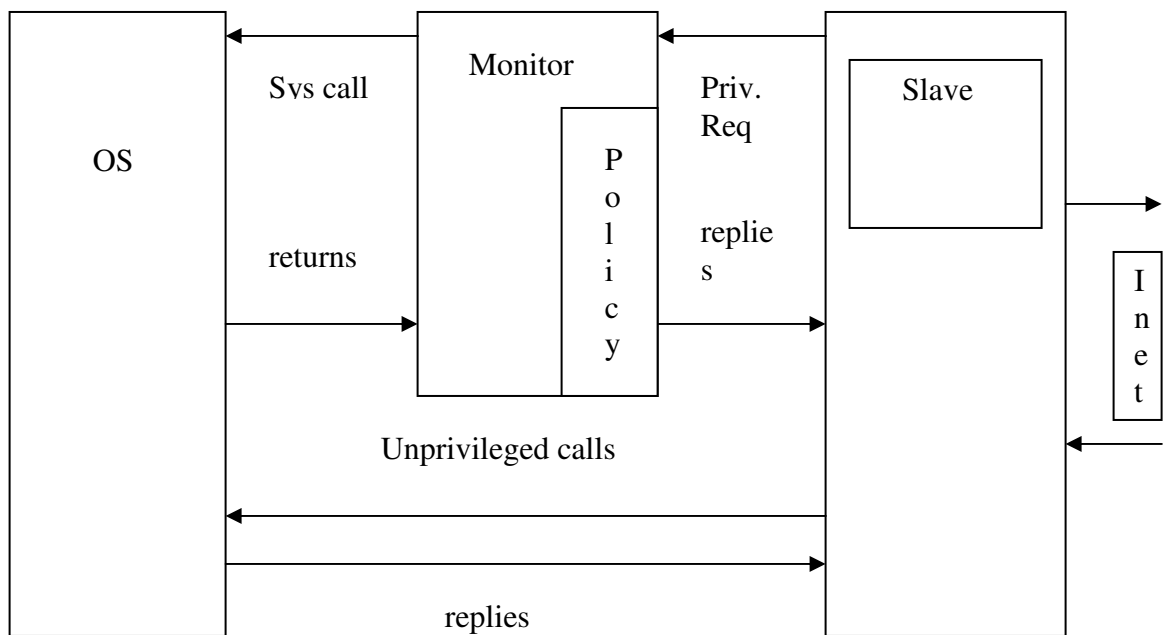 Monitor
Svs call
Priv.
Req
Slave
OS
P
o
l
i
c
y
returns
replie
s
I
n
e
t
Unprivileged calls
replies